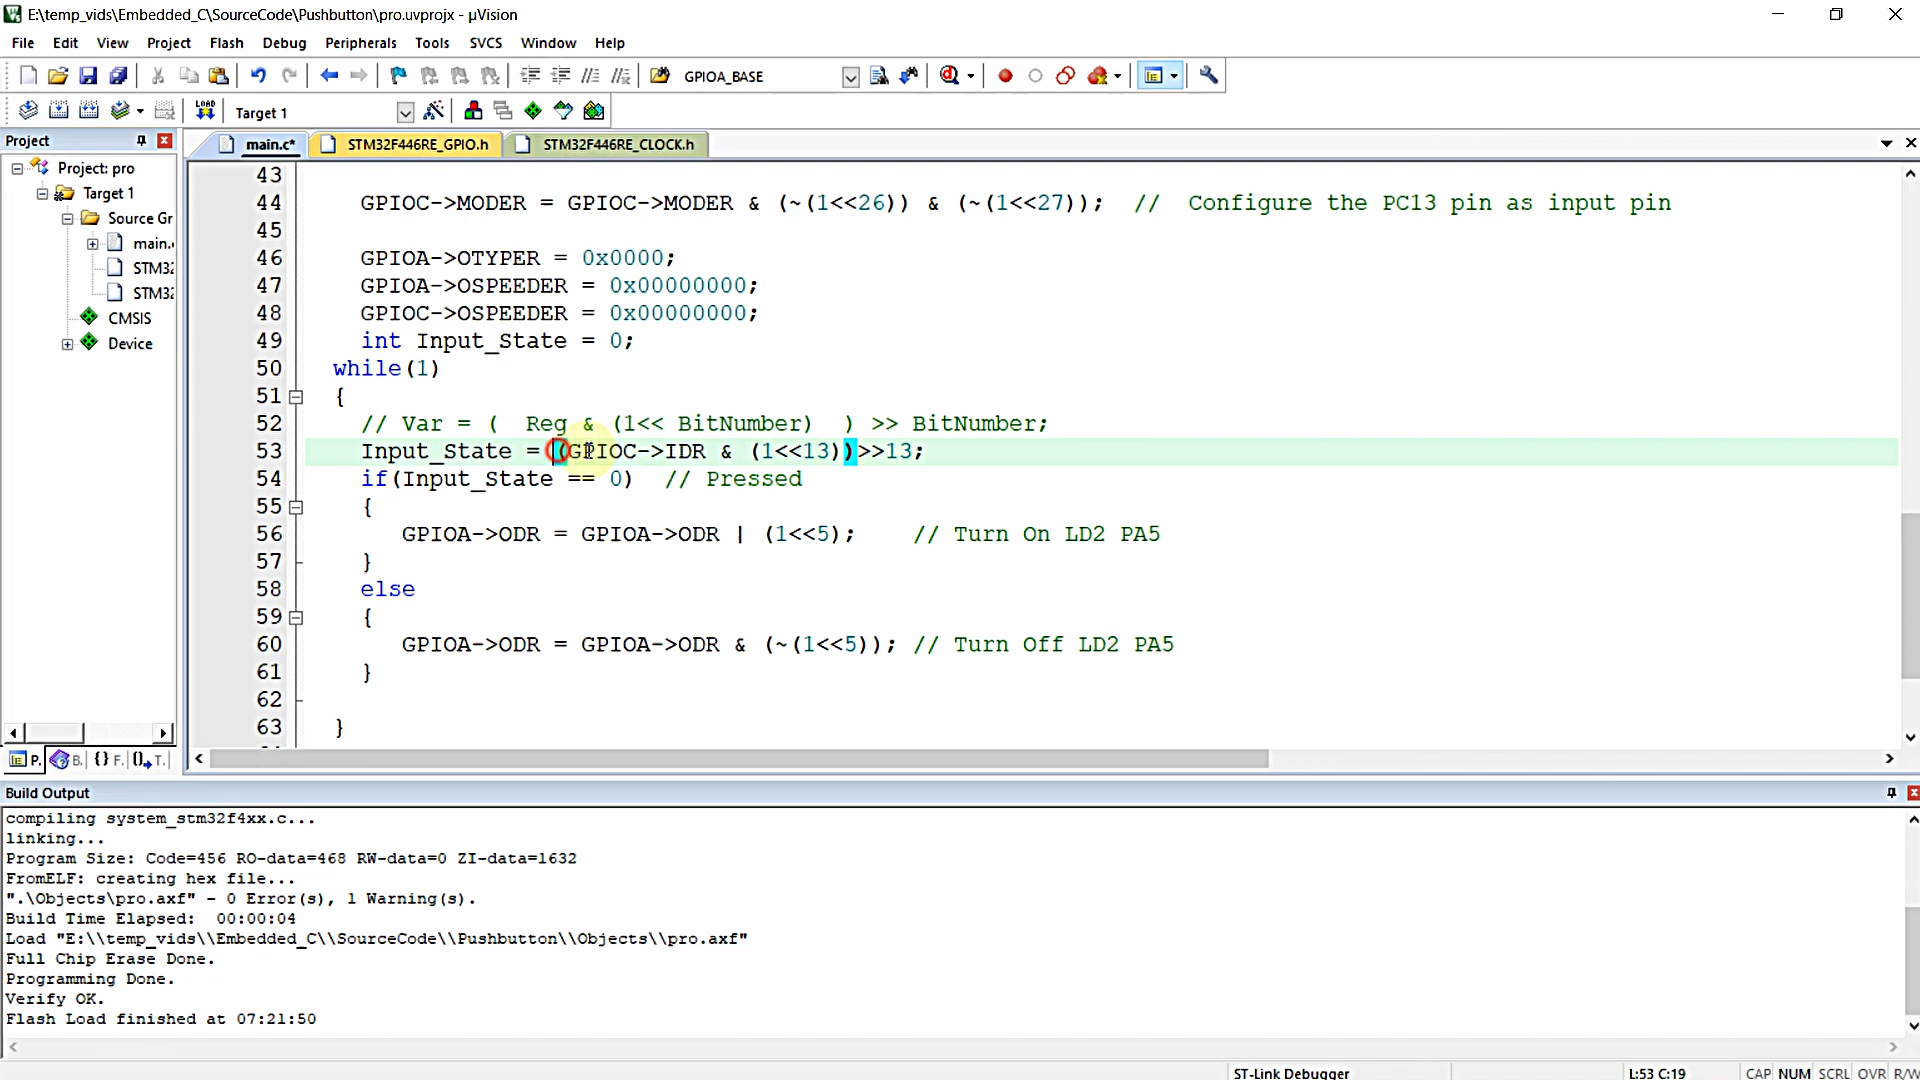 E:\temp_vids\Embedded_C\SourceCode\Pushbutton\pro.uvprojx - µVision
File Edit View Project Flash Debug Peripherals Tools SVCS Window Help
GPIOA_BASE
LOAD Target 1
Project
main.c* STM32F446RE_GPIO.h STM32F446RE_CLOCK.h
Project: pro
Target 1
Source Gr
main.
STM32
STM32
CMSIS
Device
P. B. {} F. T.
43
44 GPIOC->MODER = GPIOC->MODER & (~(1<<26)) & (~(1<<27)); // Configure the PC13 pin as input pin
45
46 GPIOA->OTYPER = 0x0000;
47 GPIOA->OSPEEDER = 0x00000000;
48 GPIOC->OSPEEDER = 0x00000000;
49 int Input_State = 0;
50 while(1)
51 {
52 // Var = ( Reg & (1<< BitNumber) ) >> BitNumber;
53 Input_State = (GPIOC->IDR & (1<<13))>>13;
54 if(Input_State == 0) // Pressed
55 {
56 GPIOA->ODR = GPIOA->ODR | (1<<5); // Turn On LD2 PA5
57 }
58 else
59 {
60 GPIOA->ODR = GPIOA->ODR & (~(1<<5)); // Turn Off LD2 PA5
61 }
62
63 }
Build Output
compiling system_stm32f4xx.c...
linking...
Program Size: Code=456 RO-data=468 RW-data=0 ZI-data=1632
FromELF: creating hex file...
".\Objects\pro.axf" - 0 Error(s), 1 Warning(s).
Build Time Elapsed: 00:00:04
Load "E:\\temp_vids\\Embedded_C\\SourceCode\\Pushbutton\\Objects\\pro.axf"
Full Chip Erase Done.
Programming Done.
Verify OK.
Flash Load finished at 07:21:50
ST-Link Debugger L:53 C:19 CAP NUM SCRL OVR R/W